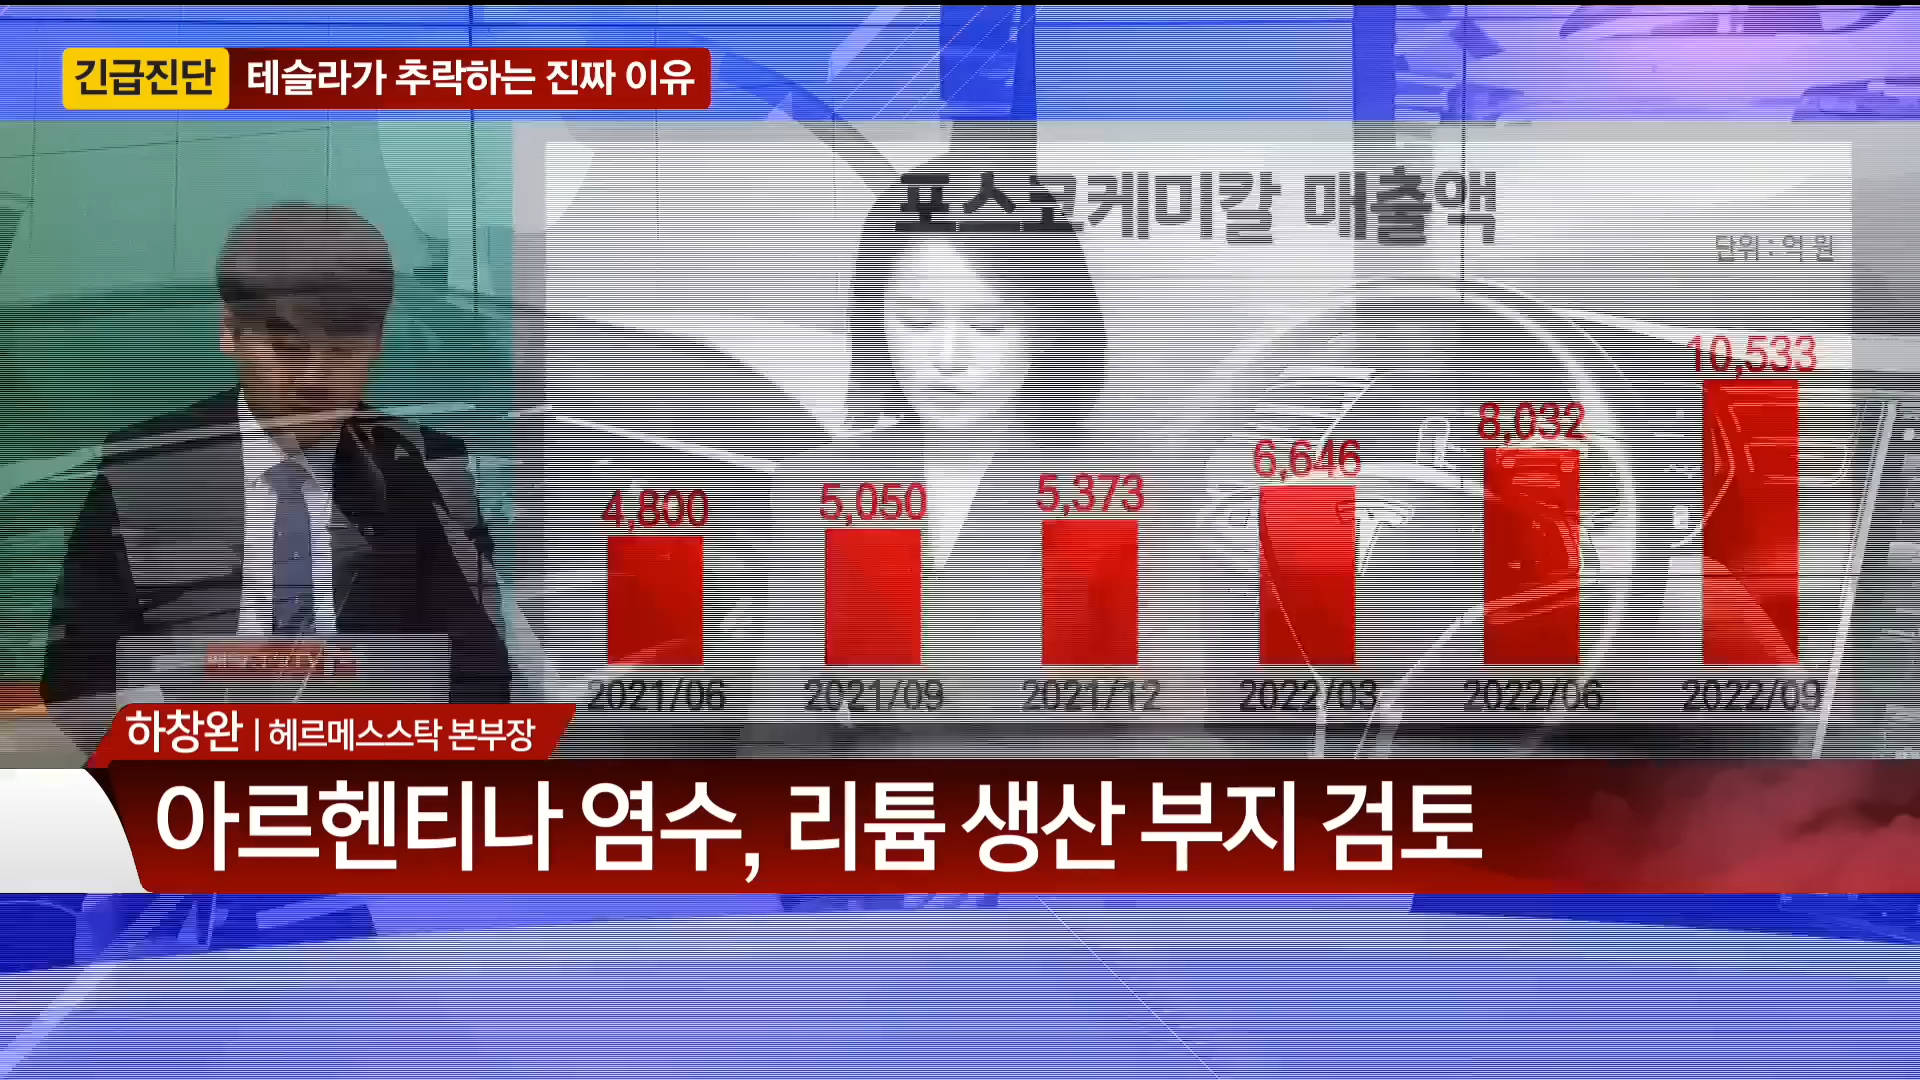 긴급진단 테슬라가 추락하는 진짜 이유
포스코케미칼 매출액
단위 : 억 원
4,800 5,050 5,373 6,646 8,032 10,533
2021/06 2021/09 2021/12 2022/03 2022/06 2022/09
하창완 | 헤르메스스탁 본부장
아르헨티나 염수, 리튬 생산 부지 검토